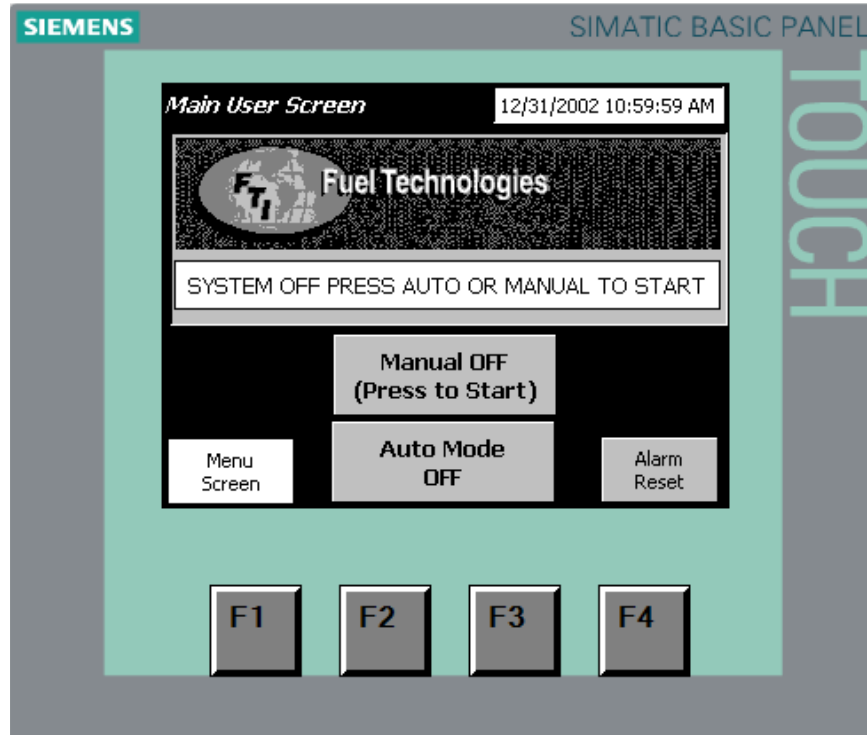 SIEMENS
SIMATIC BASIC PANEL
TOUCH
Main User Screen
12/31/2002 10:59:59 AM
FTI
Fuel Technologies
SYSTEM OFF PRESS AUTO OR MANUAL TO START
Manual OFF
(Press to Start)
Menu
Screen
Auto Mode
OFF
Alarm
Reset
F1
F2
F3
F4